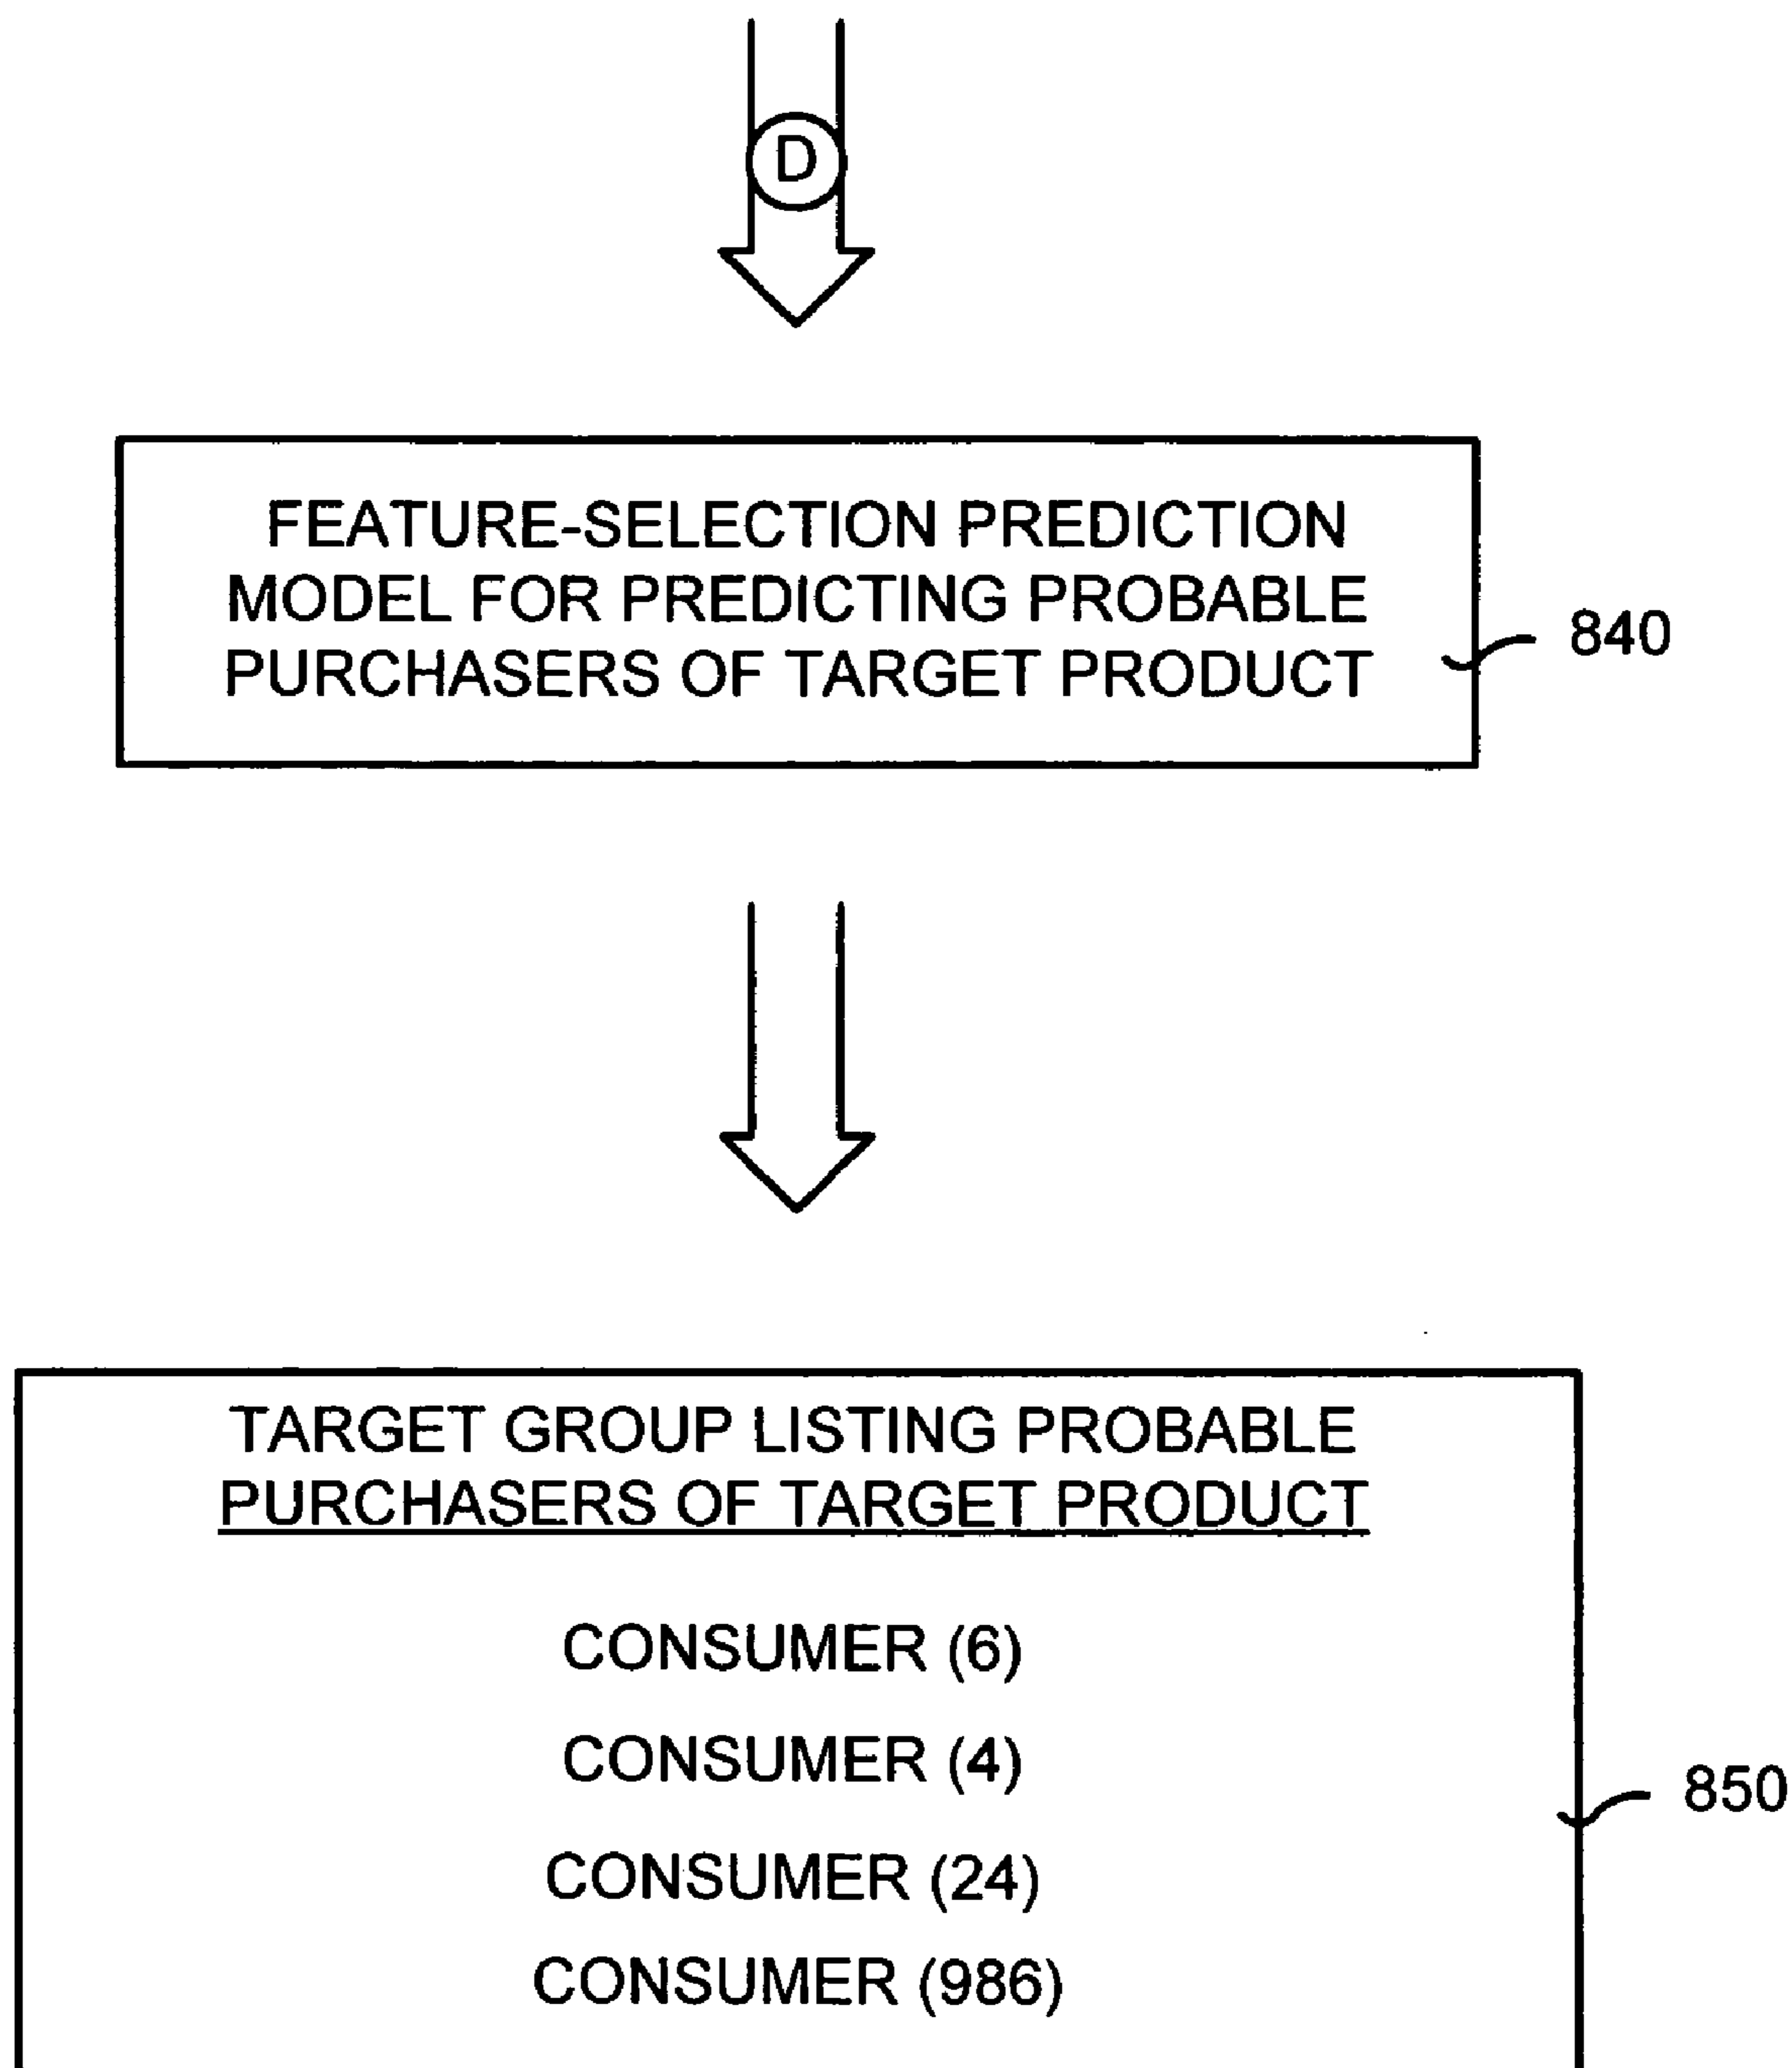 D
FEATURE-SELECTION PREDICTION
MODEL FOR PREDICTING PROBABLE
PURCHASERS OF TARGET PRODUCT
840
TARGET GROUP LISTING PROBABLE
PURCHASERS OF TARGET PRODUCT
CONSUMER (6)
CONSUMER (4)
CONSUMER (24)
CONSUMER (986)
850